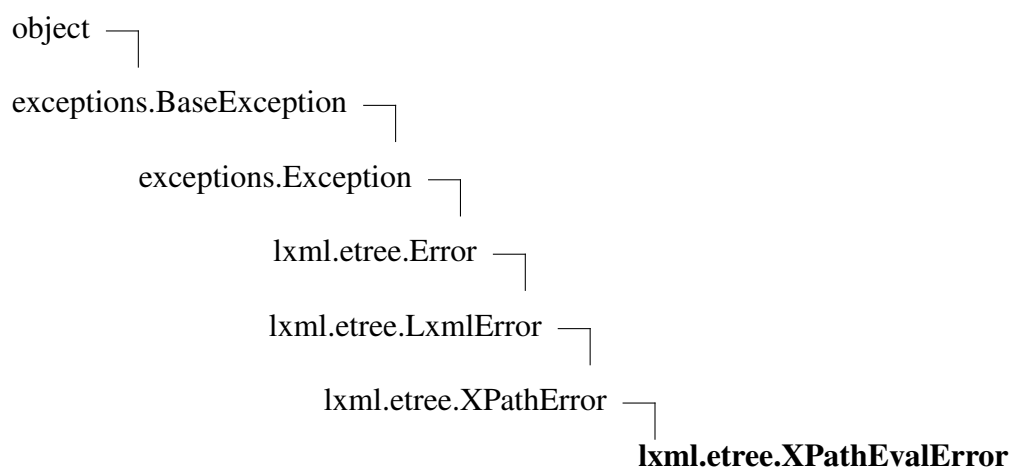 object
exceptions.BaseException
exceptions.Exception
lxml.etree.Error
lxml.etree.LxmlError
lxml.etree.XPathError
lxml.etree.XPathEvalError